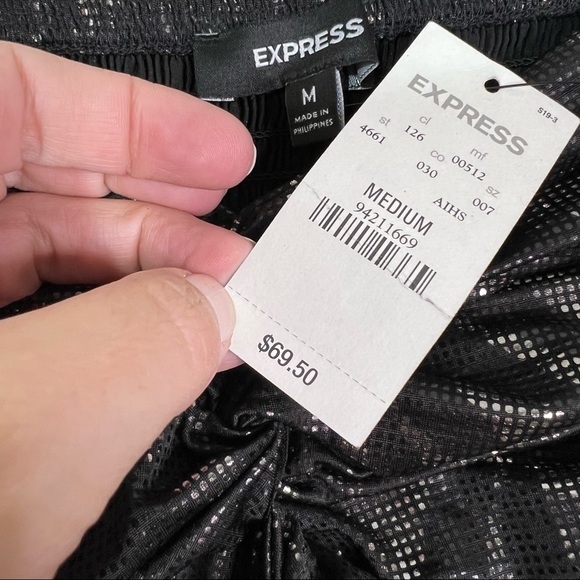 EXPRESS
M
MADE IN
PHILIPPINES
EXPRESS
S19-3
st cl mf
4661 126 00512
co sz
030 007
AIHS
MEDIUM
94211669
$69.50